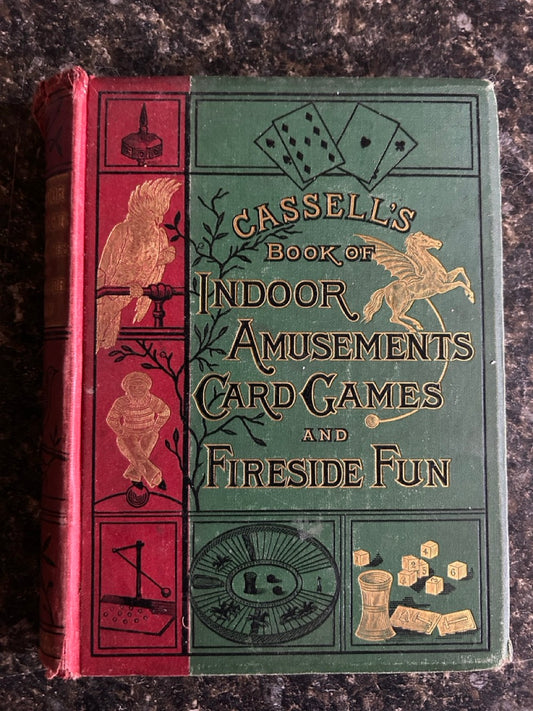 CASSELL'S
BOOK OF
INDOOR
AMUSEMENTS
CARD GAMES
AND
FIRESIDE FUN